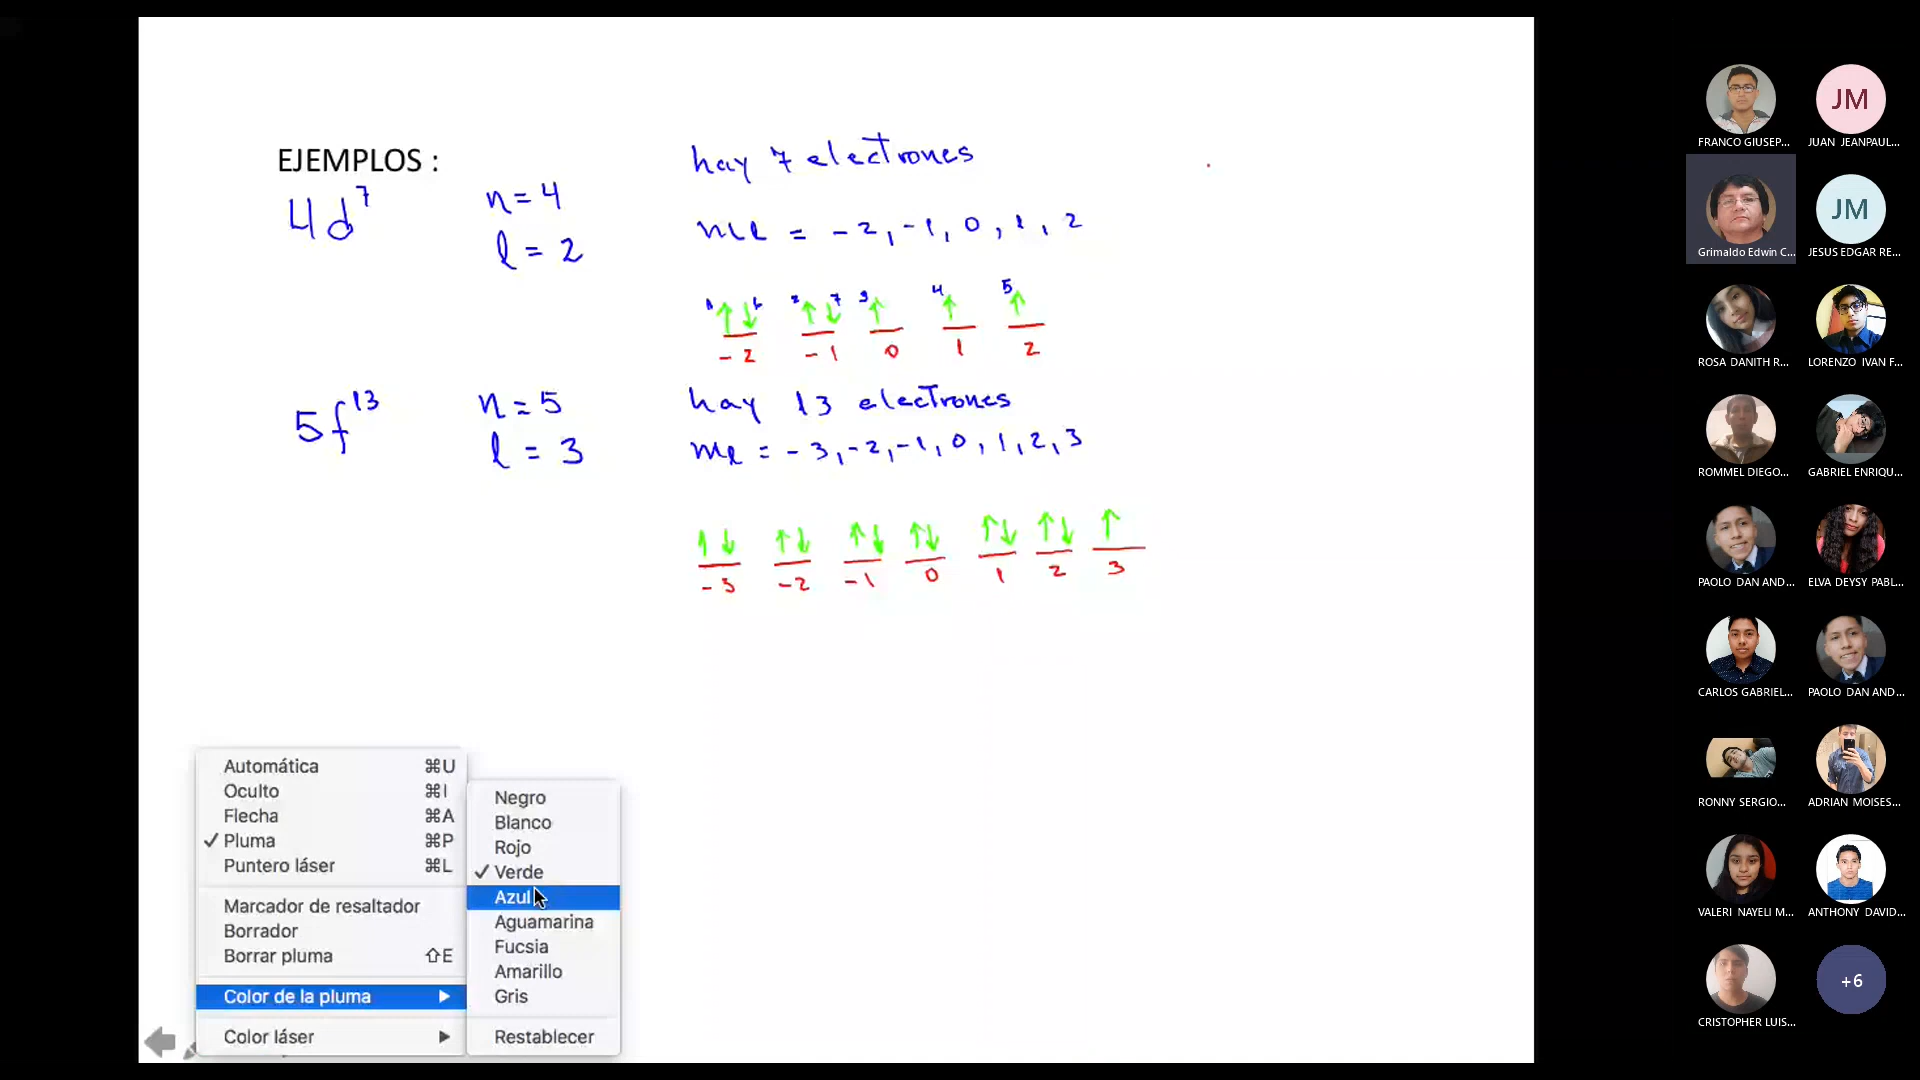 EJEMPLOS :
4d⁷
n = 4
l = 2
hay 7 electrones
ml = -2, -1, 0, 1, 2
1 ↑↓ 6 2 ↑↓ 7 3 ↑ 4 ↑ 5 ↑
-2 -1 0 1 2
5f¹³
n = 5
l = 3
hay 13 electrones
ml = -3, -2, -1, 0, 1, 2, 3
↑↓ ↑↓ ↑↓ ↑↓ ↑↓ ↑↓ ↑
-3 -2 -1 0 1 2 3
Automática ⌘U
Oculto ⌘I
Flecha ⌘A
✓ Pluma ⌘P
Puntero láser ⌘L
Marcador de resaltador
Borrador
Borrar pluma ⇧E
Color de la pluma ▶
Color láser ▶
Negro
Blanco
Rojo
✓ Verde
Azul
Aguamarina
Fucsia
Amarillo
Gris
Restablecer
JM
FRANCO GIUSEP... JUAN JEANPAUL...
JM
Grimaldo Edwin C... JESUS EDGAR RE...
ROSA DANITH R... LORENZO IVAN F...
ROMMEL DIEGO... GABRIEL ENRIQU...
PAOLO DAN AND... ELVA DEYSY PABL...
CARLOS GABRIEL... PAOLO DAN AND...
RONNY SERGIO... ADRIAN MOISES...
VALERI NAYELI M... ANTHONY DAVID...
+6
CRISTOPHER LUIS...